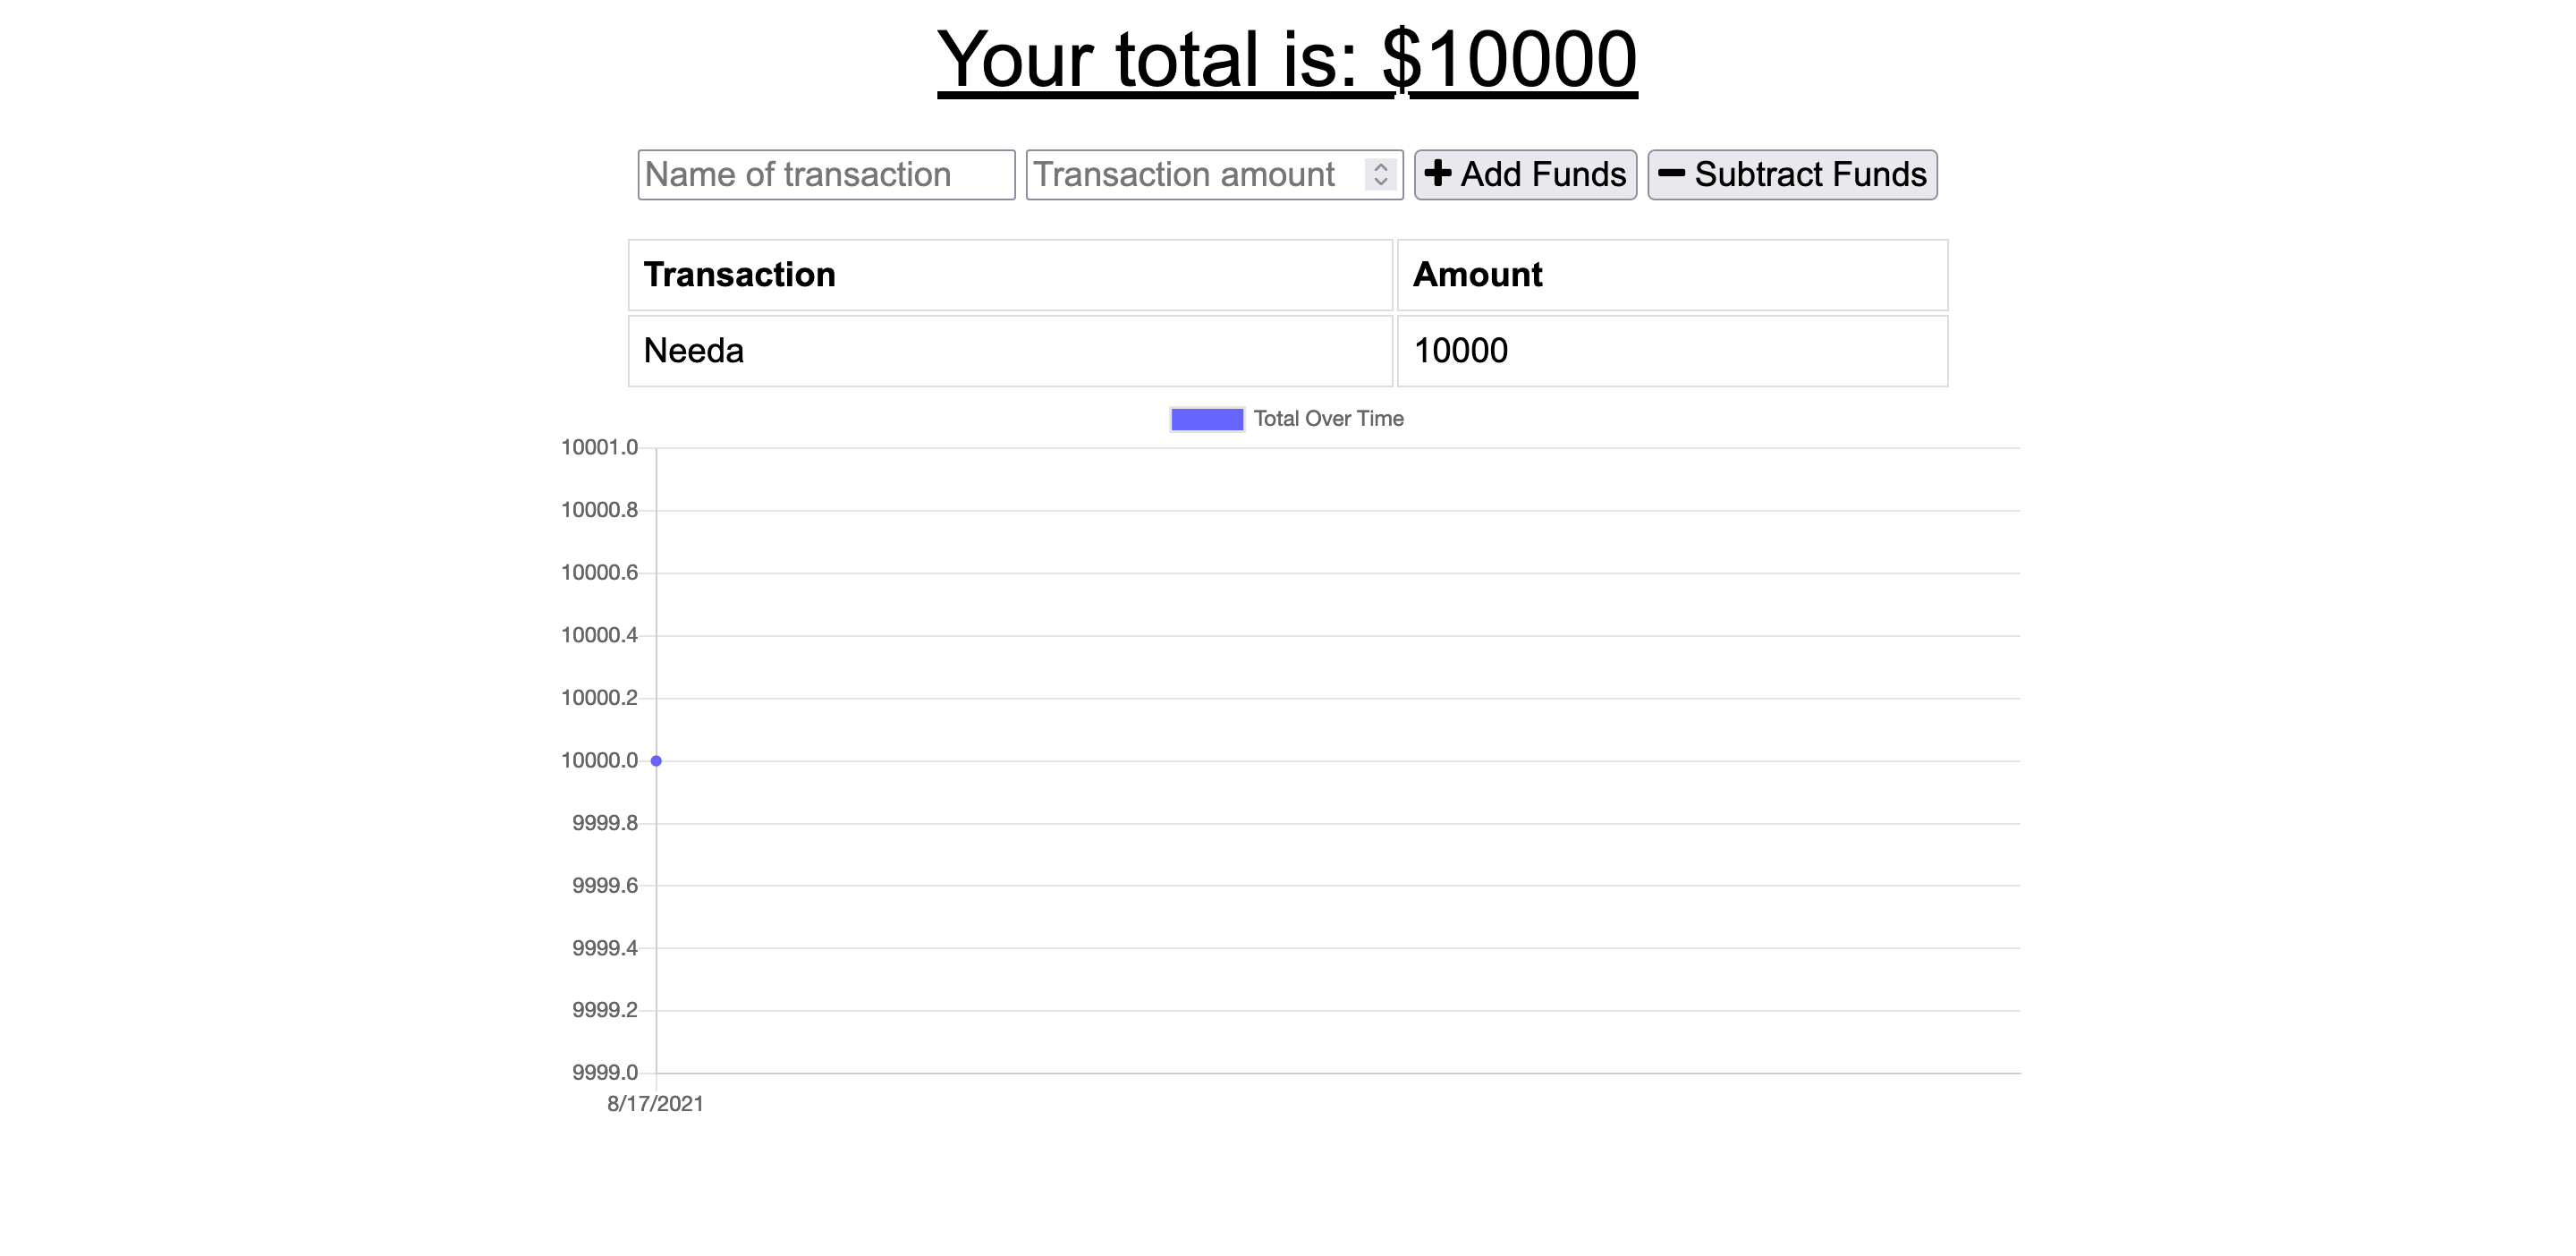 Your total is: $10000
Name of transaction Transaction amount Add Funds Subtract Funds
Transaction Amount
Needa 10000
Total Over Time
10001.0
10000.8
10000.6
10000.4
10000.2
10000.0
9999.8
9999.6
9999.4
9999.2
9999.0
8/17/2021